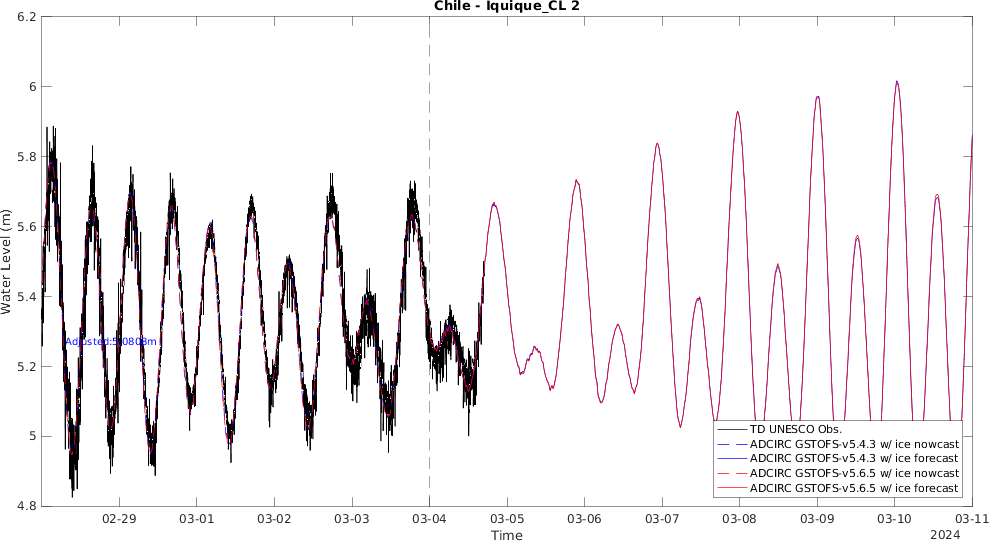 Chile - Iquique_CL 2
6.2
6
5.8
5.6
5.4
5.2
5
4.8
Water Level (m)
Adjusted:5.0803m
TD UNESCO Obs.
ADCIRC GSTOFS-v5.4.3 w/ ice nowcast
ADCIRC GSTOFS-v5.4.3 w/ ice forecast
ADCIRC GSTOFS-v5.6.5 w/ ice nowcast
ADCIRC GSTOFS-v5.6.5 w/ ice forecast
02-29 03-01 03-02 03-03 03-04 03-05 03-06 03-07 03-08 03-09 03-10 03-11
Time
2024